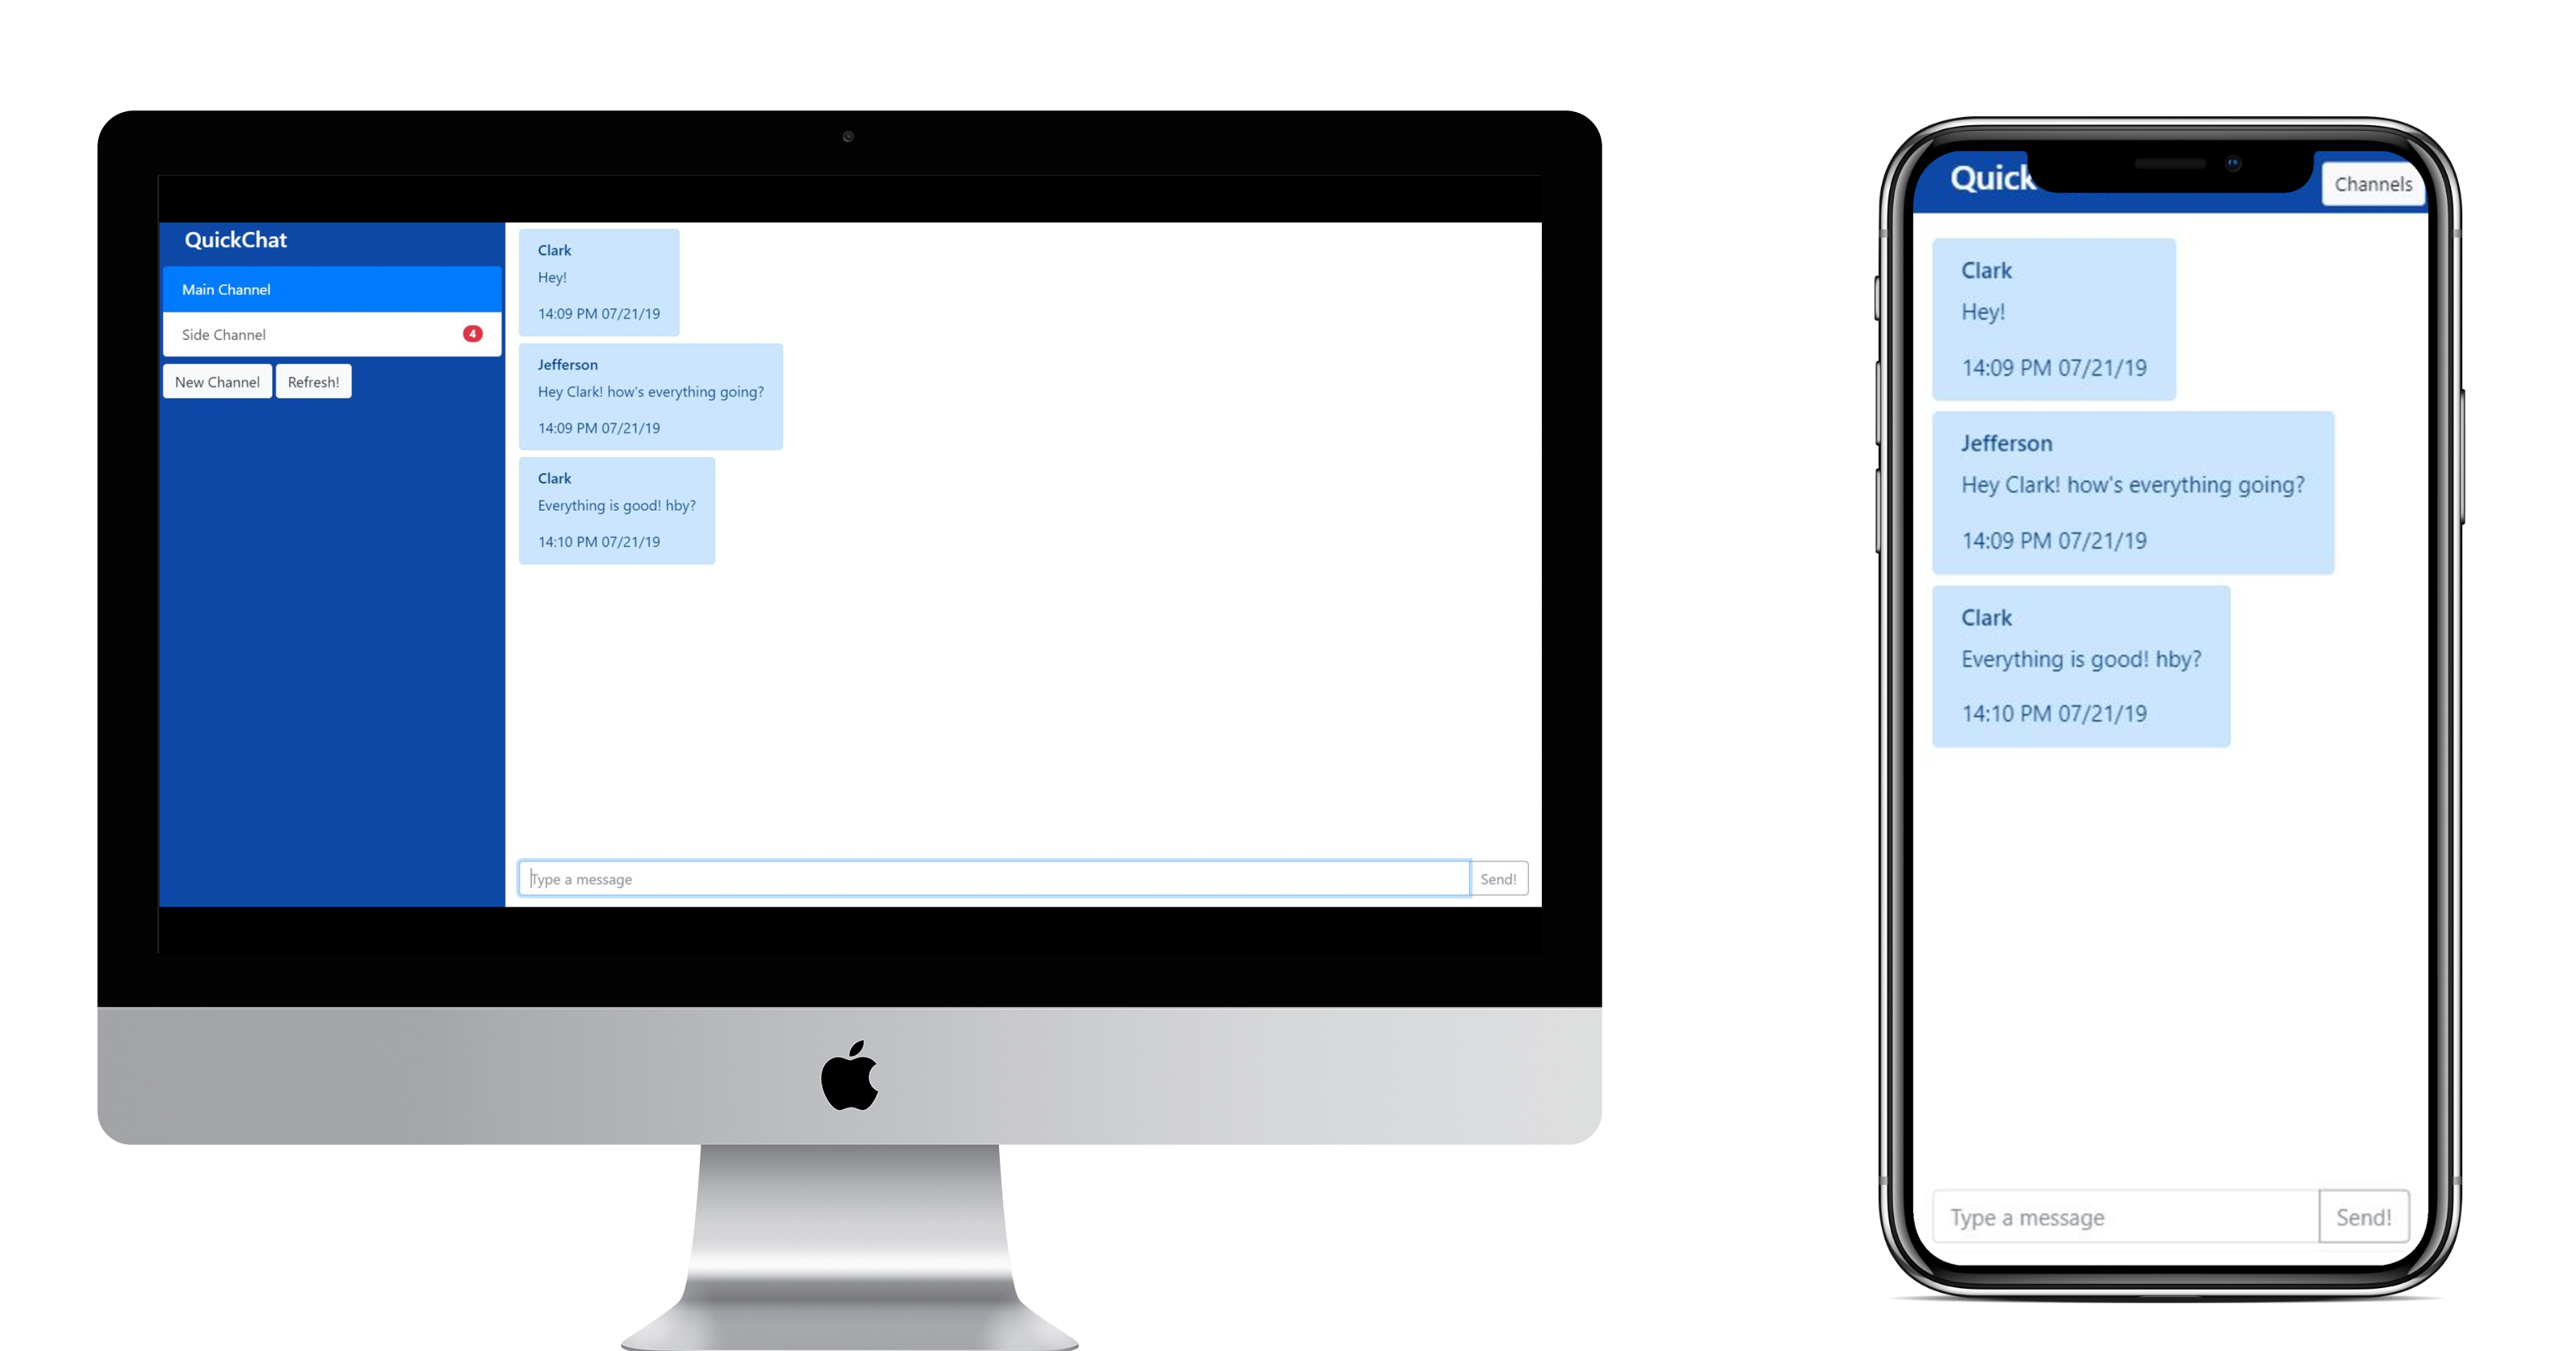 QuickChat
Main Channel
Side Channel 4
New Channel Refresh!
Clark
Hey!
14:09 PM 07/21/19
Jefferson
Hey Clark! how's everything going?
14:09 PM 07/21/19
Clark
Everything is good! hby?
14:10 PM 07/21/19
Type a message Send!
Quick Channels
Clark
Hey!
14:09 PM 07/21/19
Jefferson
Hey Clark! how's everything going?
14:09 PM 07/21/19
Clark
Everything is good! hby?
14:10 PM 07/21/19
Type a message Send!